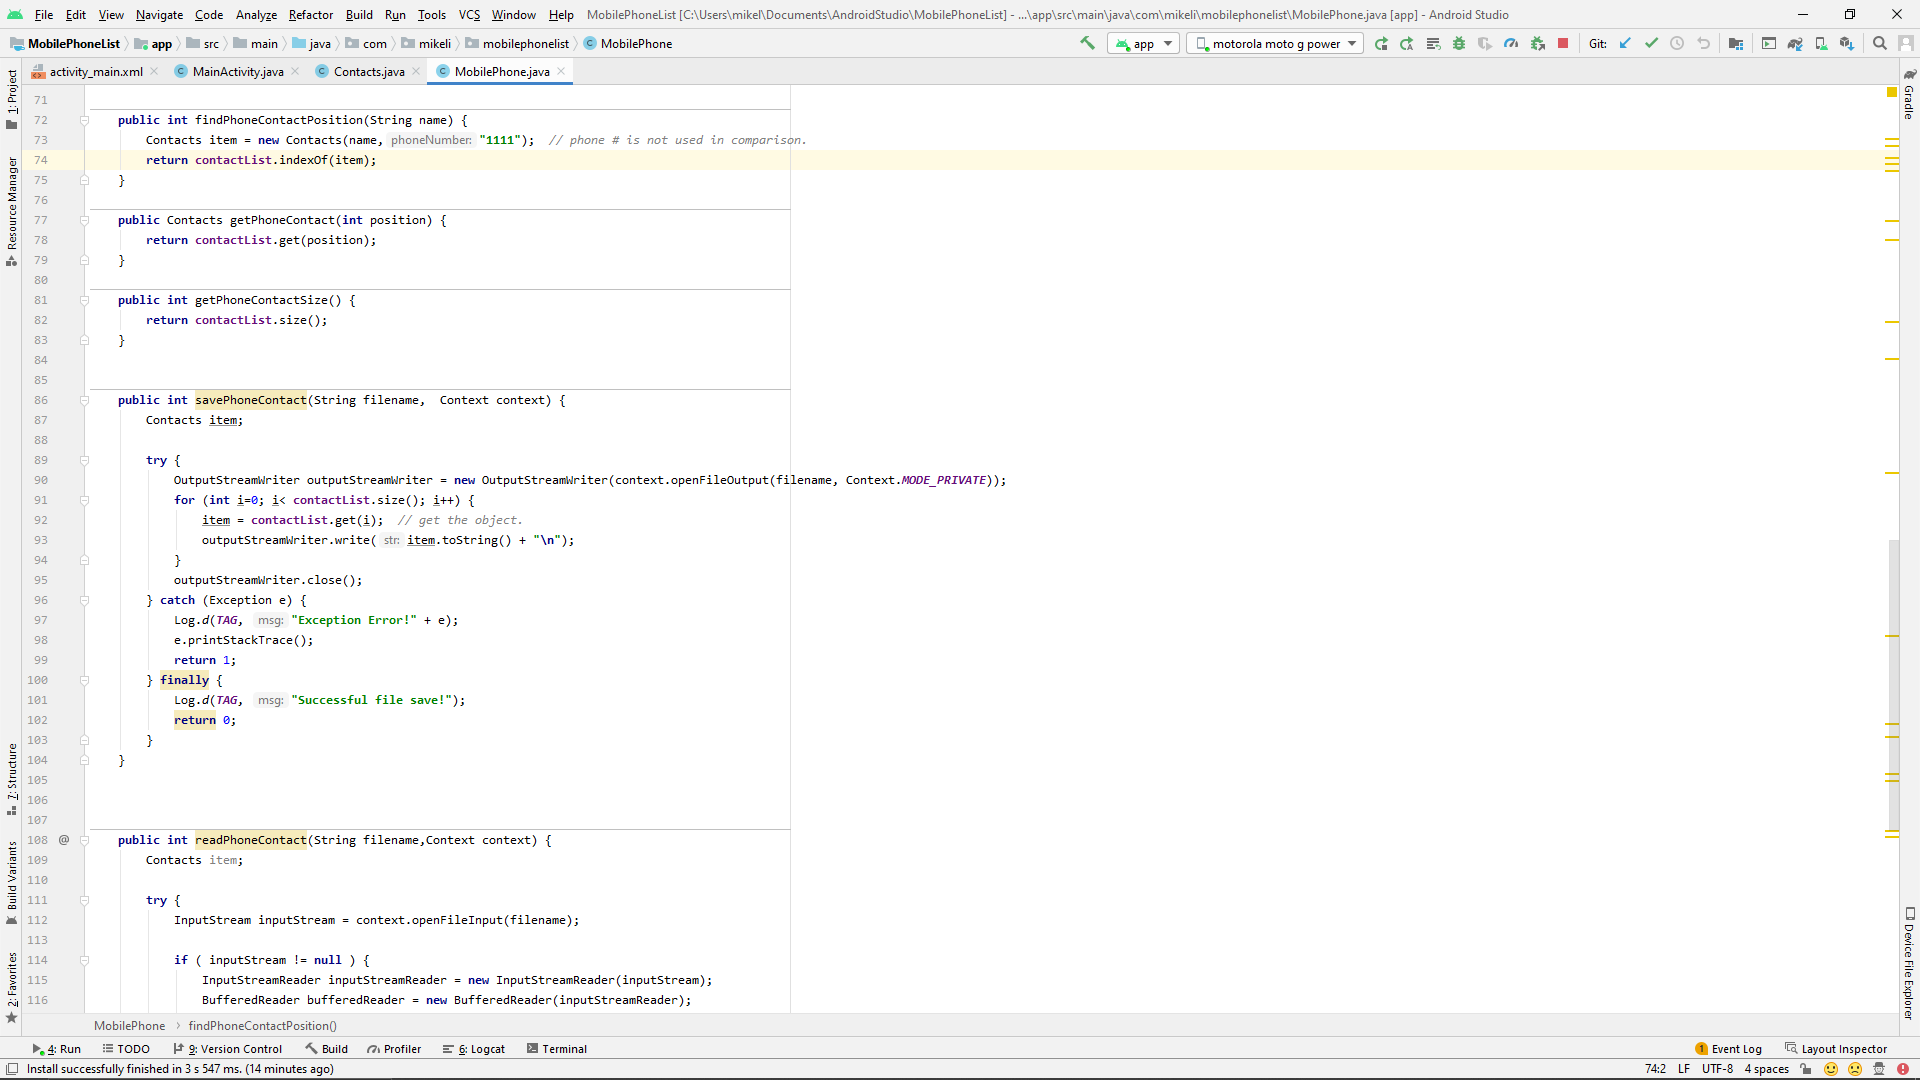 File Edit View Navigate Code Analyze Refactor Build Run Tools VCS Window Help MobilePhoneList [C:\Users\mikel\Documents\AndroidStudio\MobilePhoneList] - ...\app\src\main\java\com\mikeli\mobilephonelist\MobilePhone.java [app] - Android Studio
MobilePhoneList app src main java com mikeli mobilephonelist MobilePhone app motorola moto g power Git:
activity_main.xml MainActivity.java Contacts.java MobilePhone.java
1: Project
Resource Manager
7: Structure
Build Variants
2: Favorites
71
72 public int findPhoneContactPosition(String name) {
73 Contacts item = new Contacts(name, phoneNumber: "1111"); // phone # is not used in comparison.
74 return contactList.indexOf(item);
75 }
76
77 public Contacts getPhoneContact(int position) {
78 return contactList.get(position);
79 }
80
81 public int getPhoneContactSize() {
82 return contactList.size();
83 }
84
85
86 public int savePhoneContact(String filename, Context context) {
87 Contacts item;
88
89 try {
90 OutputStreamWriter outputStreamWriter = new OutputStreamWriter(context.openFileOutput(filename, Context.MODE_PRIVATE));
91 for (int i=0; i< contactList.size(); i++) {
92 item = contactList.get(i); // get the object.
93 outputStreamWriter.write( str: item.toString() + "\n");
94 }
95 outputStreamWriter.close();
96 } catch (Exception e) {
97 Log.d(TAG, msg: "Exception Error!" + e);
98 e.printStackTrace();
99 return 1;
100 } finally {
101 Log.d(TAG, msg: "Successful file save!");
102 return 0;
103 }
104 }
105
106
107
108 @ public int readPhoneContact(String filename,Context context) {
109 Contacts item;
110
111 try {
112 InputStream inputStream = context.openFileInput(filename);
113
114 if ( inputStream != null ) {
115 InputStreamReader inputStreamReader = new InputStreamReader(inputStream);
116 BufferedReader bufferedReader = new BufferedReader(inputStreamReader);
Gradle
Device File Explorer
MobilePhone › findPhoneContactPosition()
4: Run TODO 9: Version Control Build Profiler 6: Logcat Terminal 1 Event Log Layout Inspector
Install successfully finished in 3 s 547 ms. (14 minutes ago) 74:2 LF UTF-8 4 spaces